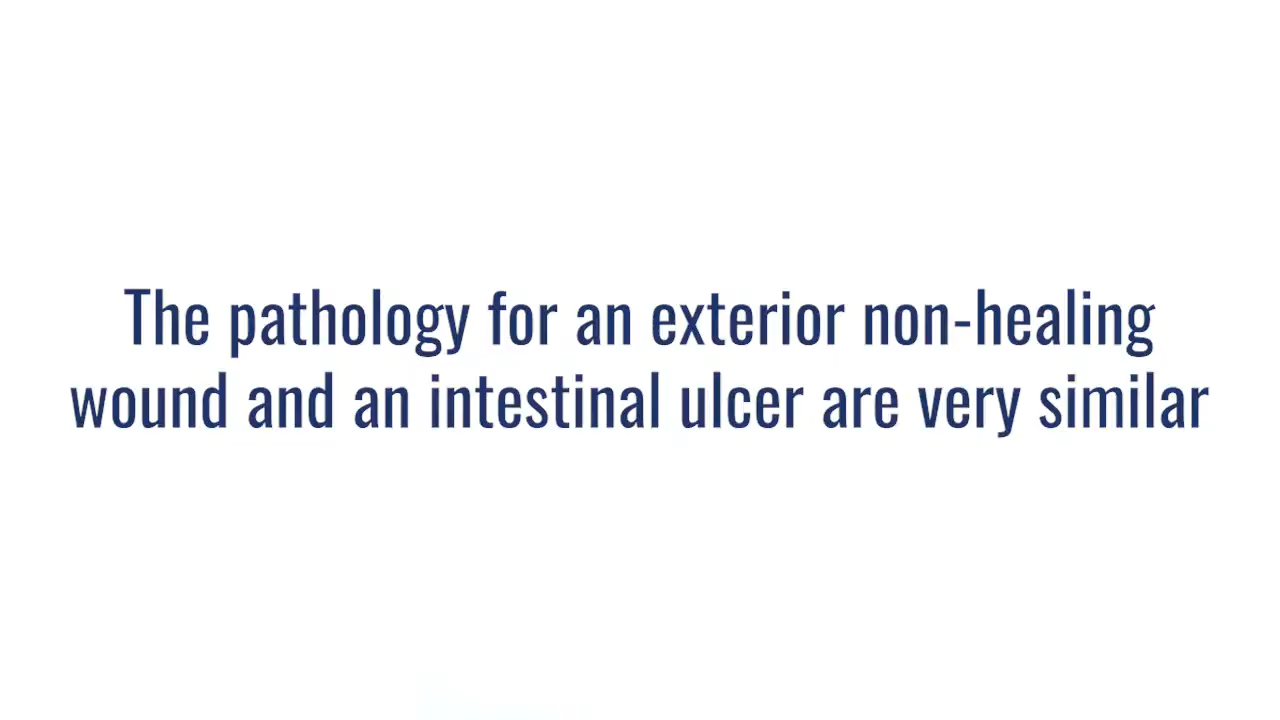 The pathology for an exterior non-healing
wound and an intestinal ulcer are very similar